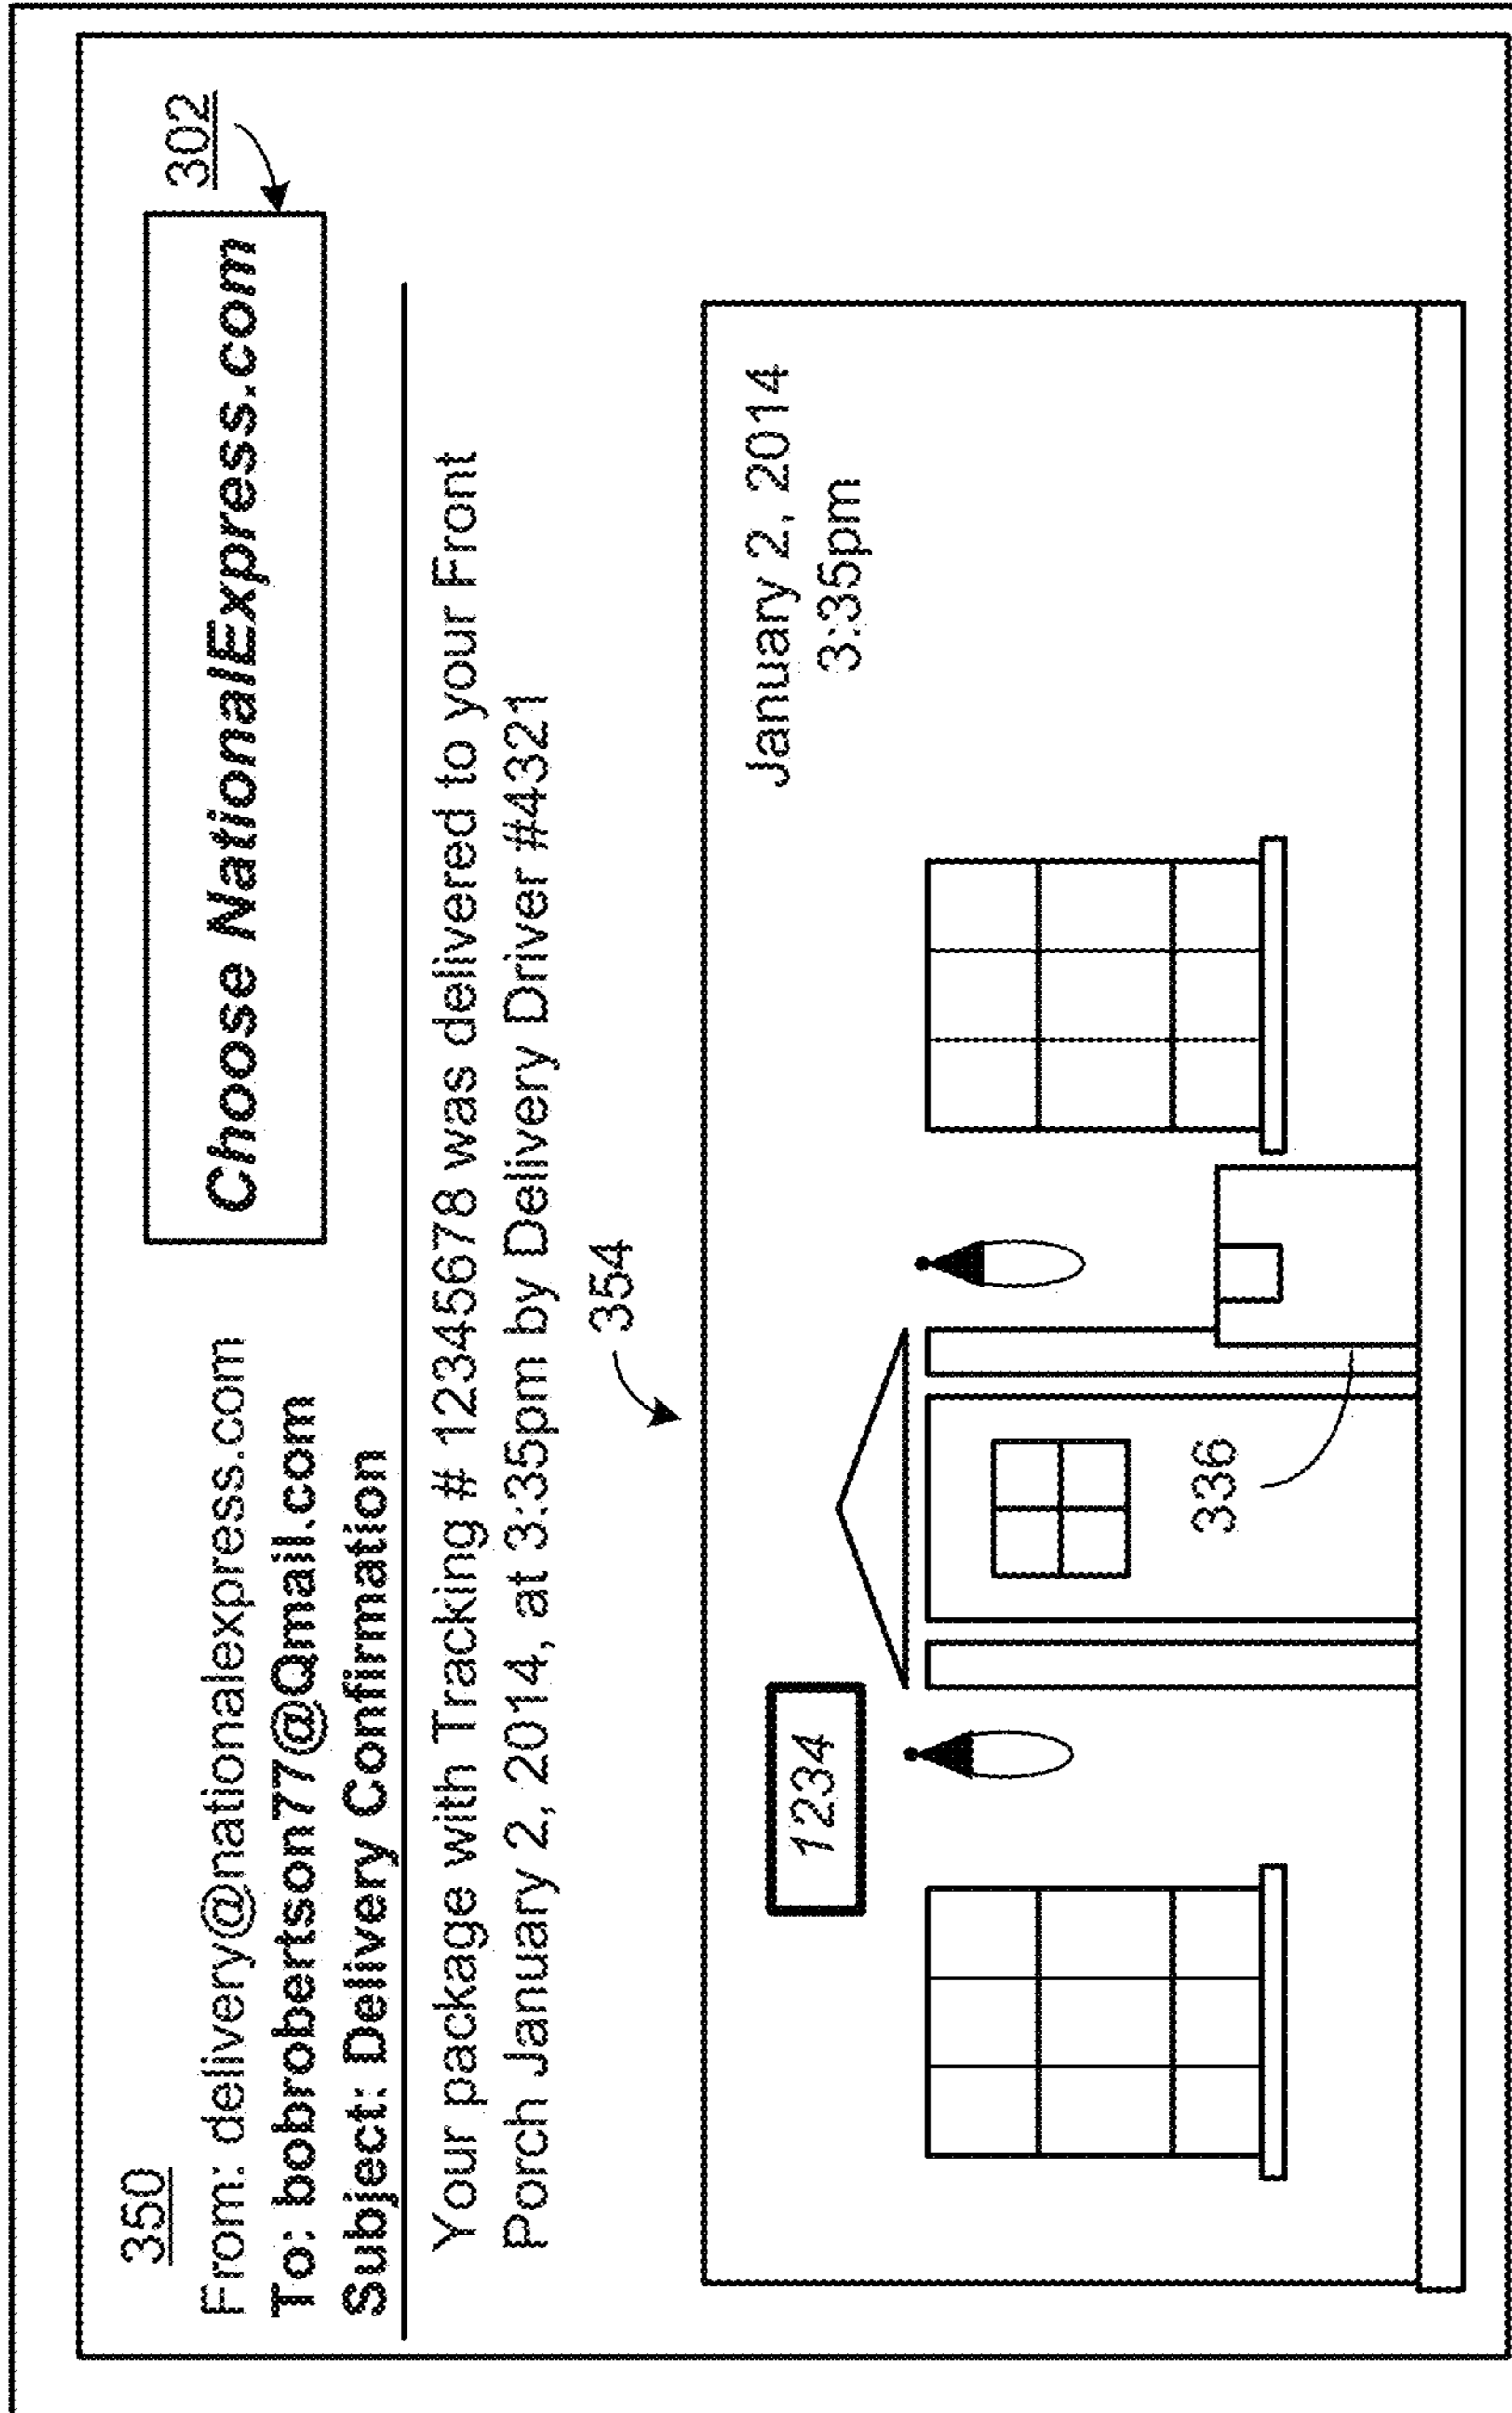 350
302
Choose NationalExpress.com
From: delivery@nationalexpress.com
To: bobrobertson77@Qmail.com
Subject: Delivery Confirmation
Your package with Tracking # 12345678 was delivered to your Front
Porch January 2, 2014, at 3:35pm by Delivery Driver #4321
354
January 2, 2014
3:35pm
1234
336